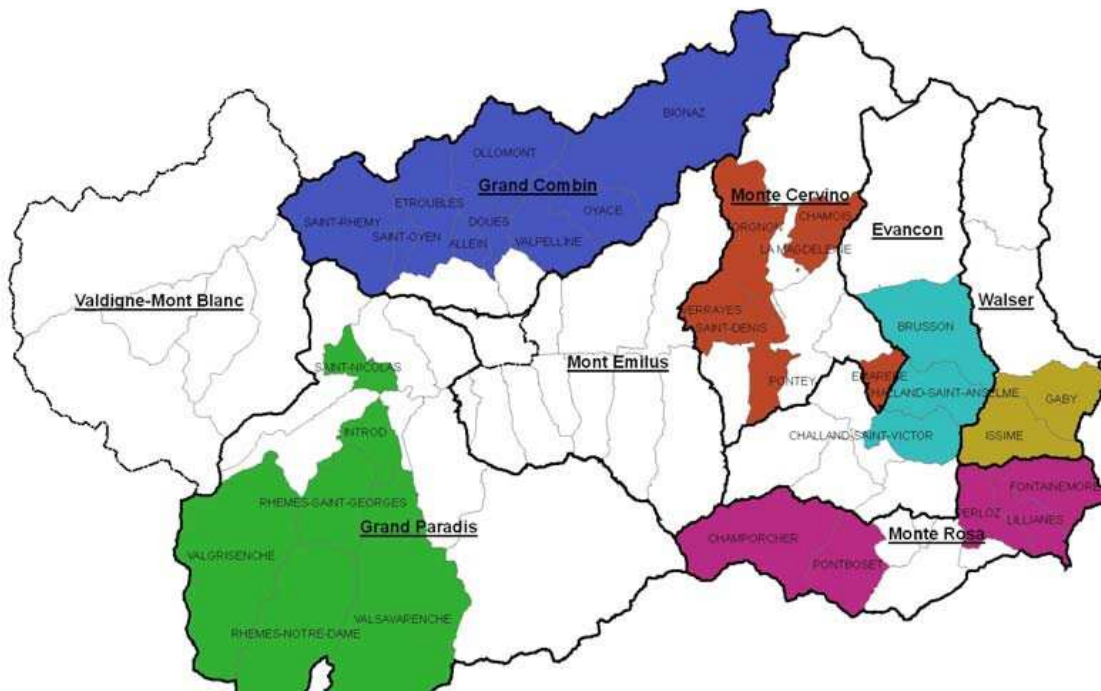 BIONAZ
OLLOMONT
Grand Combin
ETROUBLES
OYACE
SAINT-RHEMY
DOUES
SAINT-OYEN
ALLEIN
VALPELLINE
Monte Cervino
CHAMOIS
TORGNON
LA MAGDELEINE
Evancon
Valdigne-Mont Blanc
Walser
VERRAYES
SAINT-DENIS
BRUSSON
SAINT-NICOLAS
Mont Emilus
PONTEY
EMARESE
CHALLAND-SAINT-ANSELME
GABY
INTROD
CHALLAND-SAINT-VICTOR
ISSIME
RHEMES-SAINT-GEORGES
FONTAINEMORE
Grand Paradis
PERLOZ
LILLIANES
CHAMPORCHER
Monte Rosa
VALGRISENCHE
PONTBOSET
VALSAVARENCHE
RHEMES-NOTRE-DAME